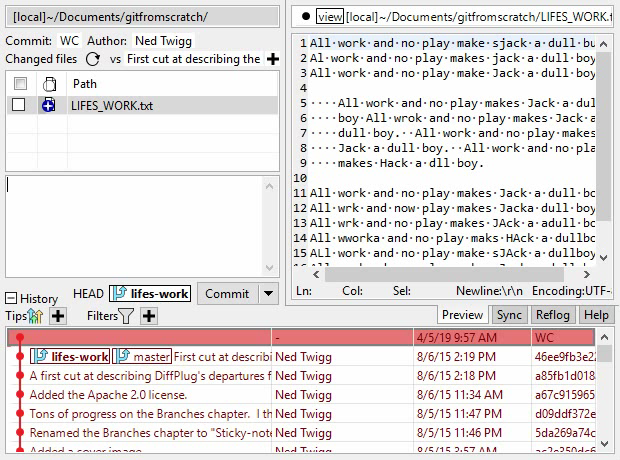 [local]~/Documents/gitfromscratch/
Commit: WC Author: Ned Twigg
Changed files vs First cut at describing the
Path
LIFES_WORK.txt
HEAD lifes-work Commit
History
Tips Filters
view [local]~/Documents/gitfromscratch/LIFES_WORK.t
1 All·work·and·no·play·make·sjack·a·dull·bu
2 Al·work·and·no·play·makes·jack·a·dull·boy
3 All·work·and·no·play·make·Jack·a·dull·boy
4
5 ····All·work·and·no·play·makes·Jack·a·du
6 ····boy·All·wrok·and·no·play·makes·Jack·a
7 ····dull·boy.··All·work·and·no·play·makes
8 ····Jack·a·dull·boy.··All·work·and·no·pla
9 ····makes·Hack·a·dll·boy.
10
11 All·work·and·no·play·makes·Jack·a·dull·bo
12 All·work·and·now·play·makes·Jacka·dull·bo
13 All·wrk·and·no·play·makes·JAck·a·dullboy
14 All·wworka·and·no·play·maks·HAck·a·dullbo
15 ALl·work·and·no·play·make·sJAck·a·dullboy
Ln: Col: Sel: Newline:\r\n Encoding:UTF-
Preview Sync Reflog Help
- 4/5/19 9:57 AM WC
lifes-work master First cut at describi Ned Twigg 8/6/15 2:19 PM 46ee9fb3e22
A first cut at describing DiffPlug's departures f Ned Twigg 8/6/15 2:18 PM a85fb1d018
Added the Apache 2.0 license. Ned Twigg 8/6/15 11:34 AM a67c915965
Tons of progress on the Branches chapter. I th Ned Twigg 8/5/15 11:47 PM d09ddf372e
Renamed the Branches chapter to "Sticky-note Ned Twigg 8/5/15 11:46 PM 5da269a74c
Added a cover image. Ned Twigg 8/5/15 3:57 AM